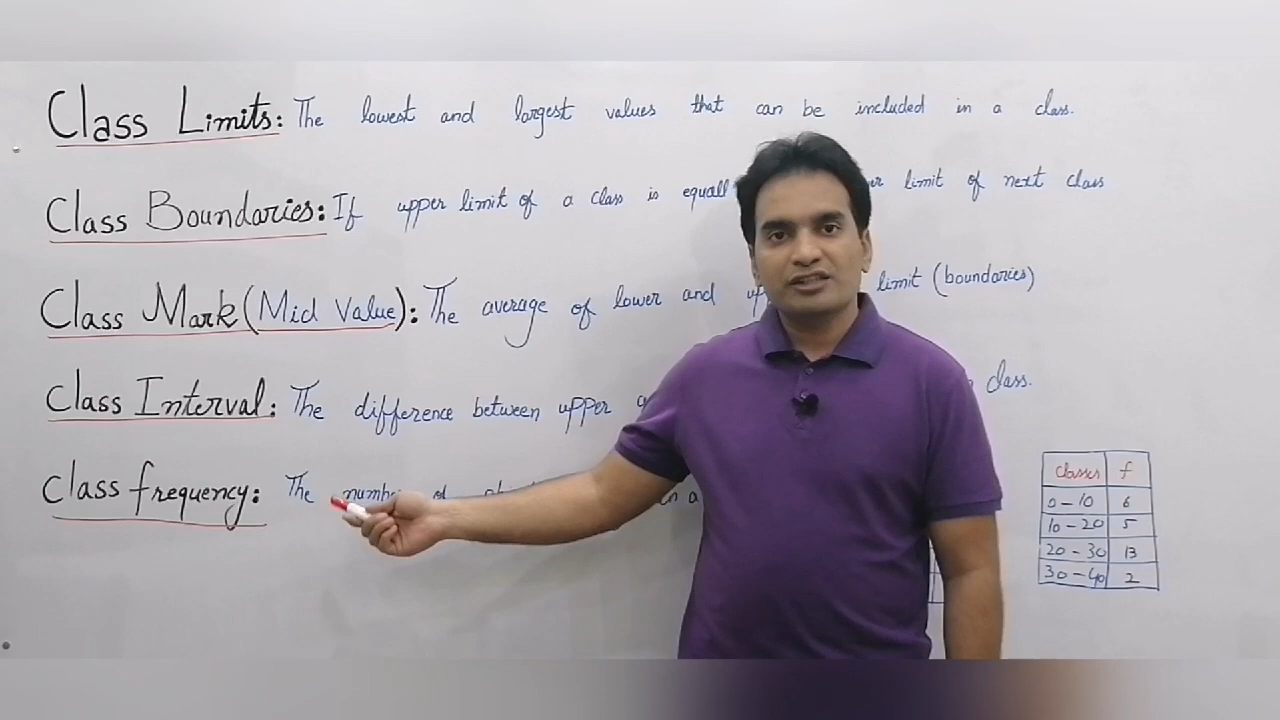 Class Limits: The lowest and largest values that can be included in a class.
Class Boundaries: If upper limit of a class is equall limit of next class
Class Mark (Mid Value): The average of lower and limit (boundaries)
Class Interval: The difference between upper class.
Class frequency: The in a
Classes f
0-10 6
10-20 5
20-30 13
30-40 2